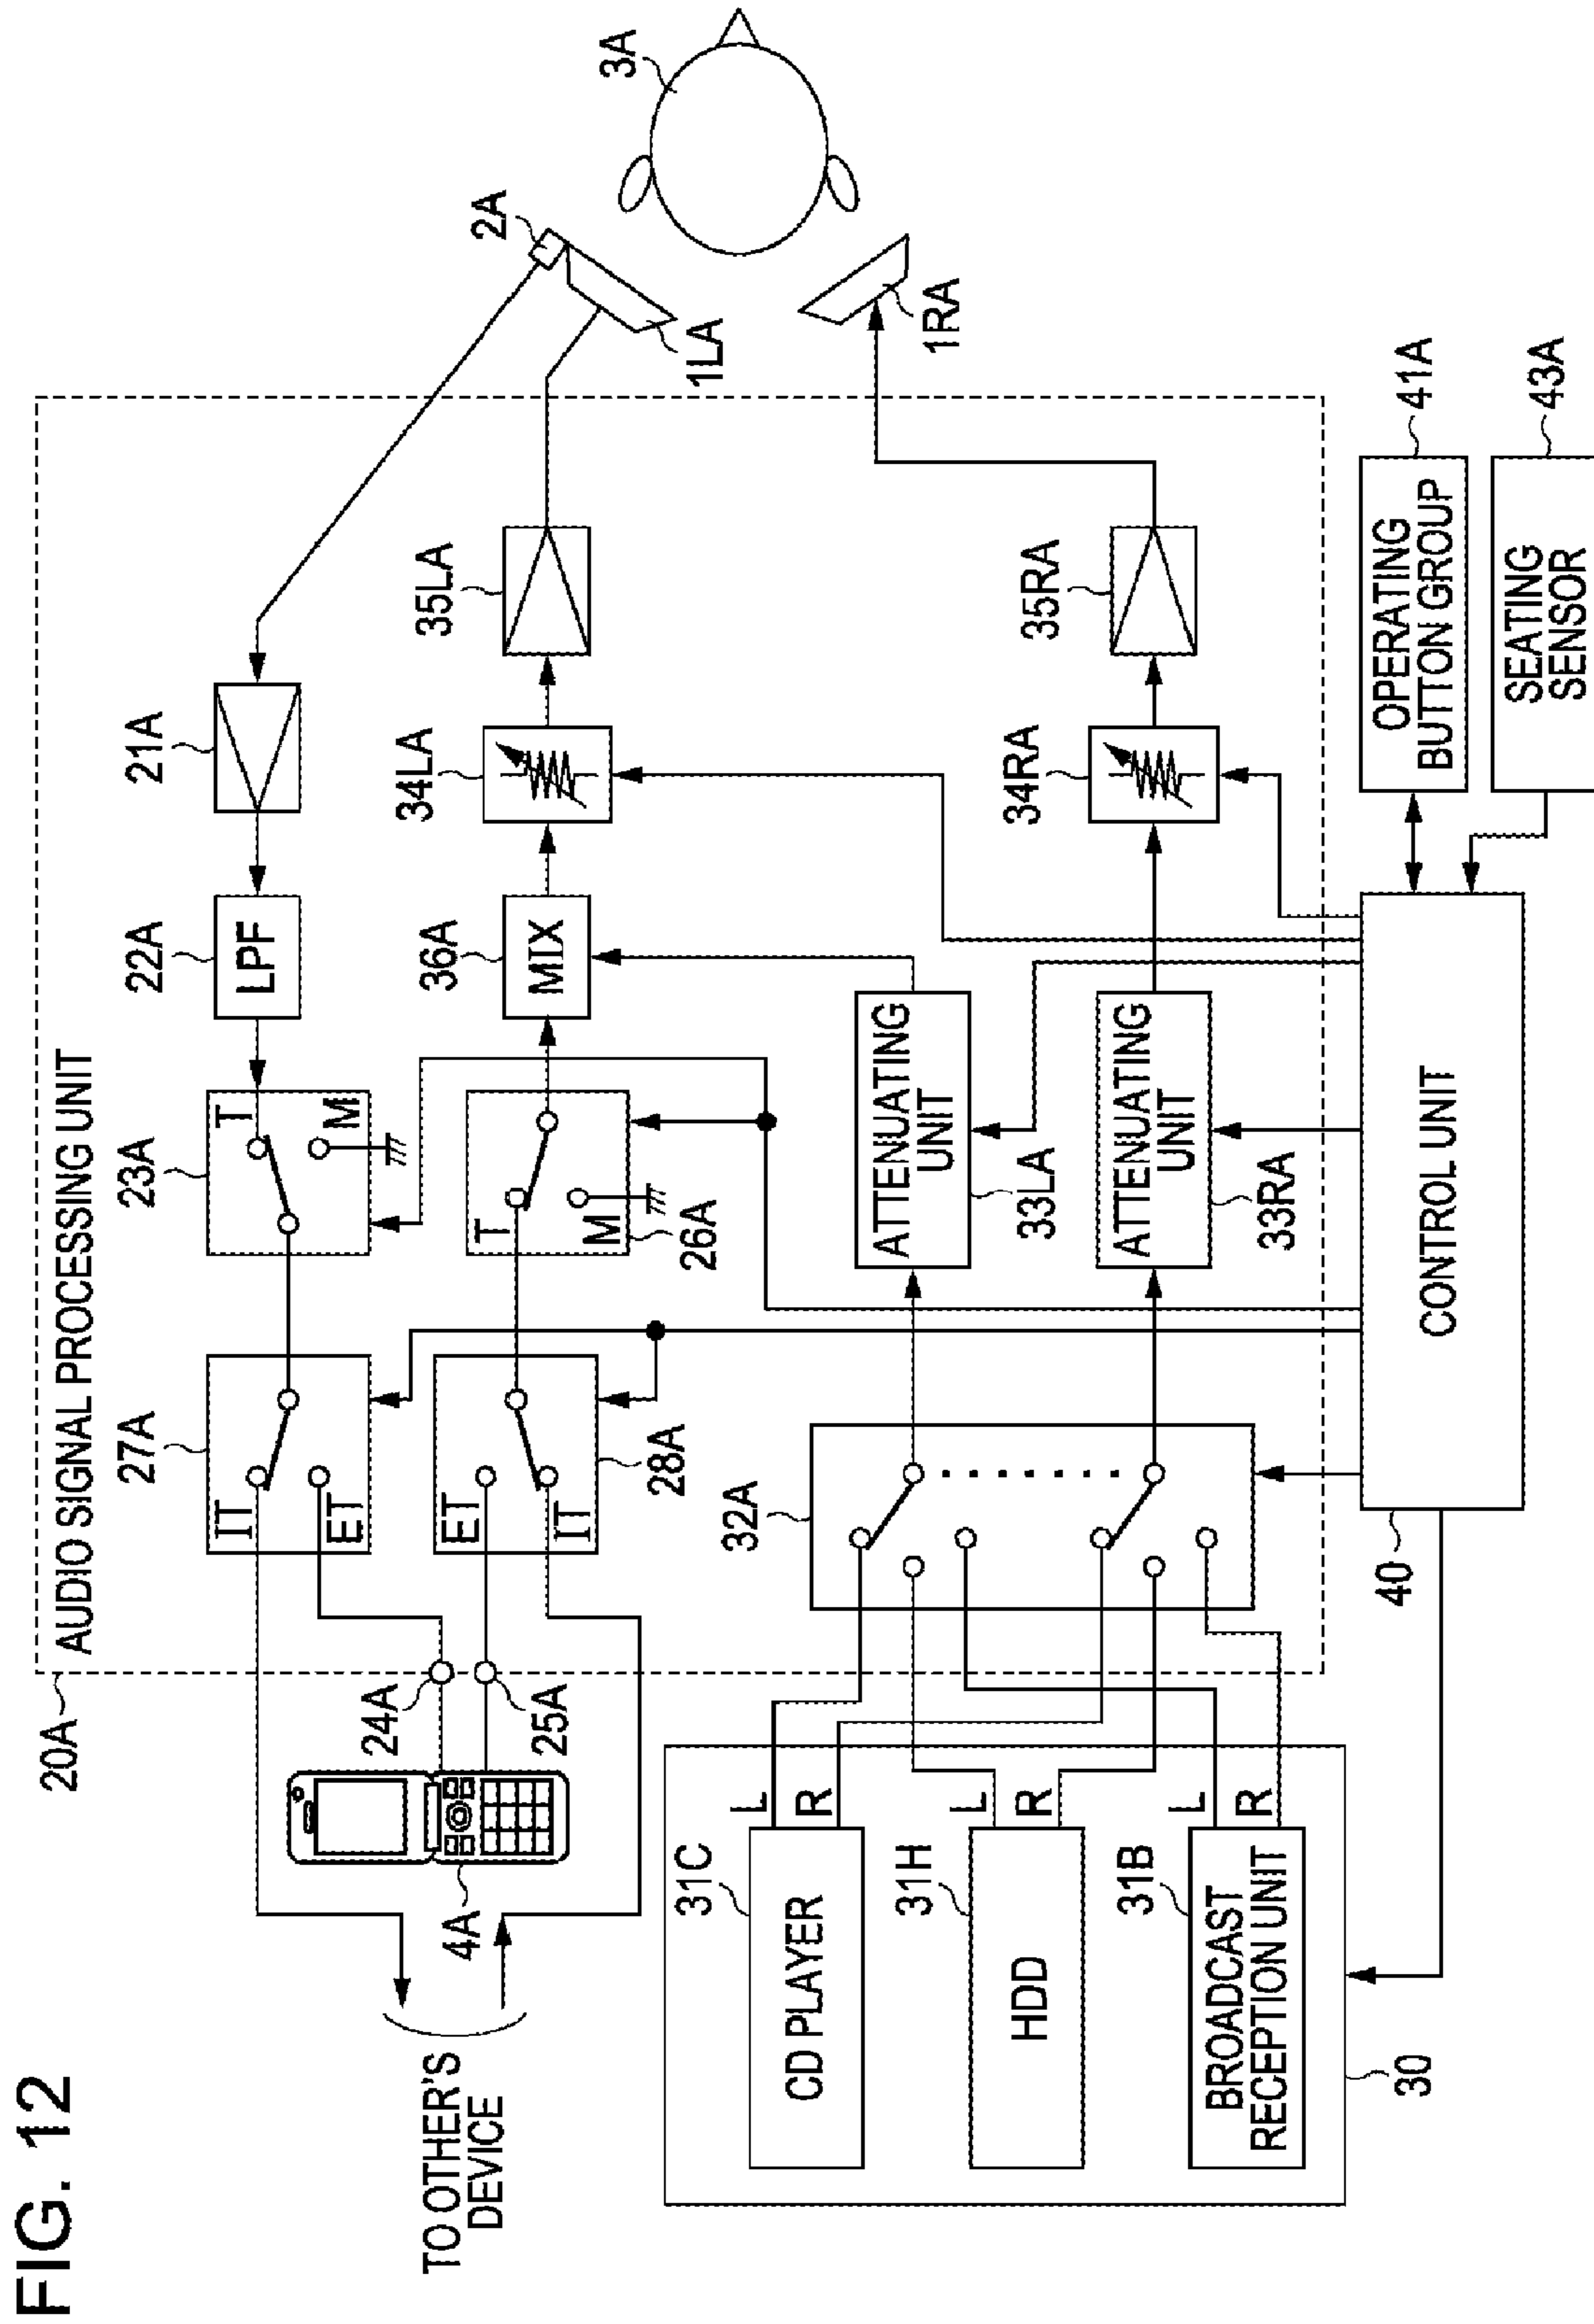 FIG. 12
20A
AUDIO SIGNAL PROCESSING UNIT
27A
23A
22A
21A
IT
ET
T
M
LPF
2A
3A
24A
25A
4A
TO OTHER'S
DEVICE
ET
IT
28A
T
M
26A
36A
MIX
34LA
35LA
1LA
1RA
31C
CD PLAYER
L
R
31H
HDD
L
R
31B
BROADCAST
RECEPTION UNIT
L
R
30
32A
ATTENUATING
UNIT
33LA
ATTENUATING
UNIT
33RA
34RA
35RA
40
CONTROL UNIT
OPERATING
BUTTON GROUP
41A
SEATING
SENSOR
43A